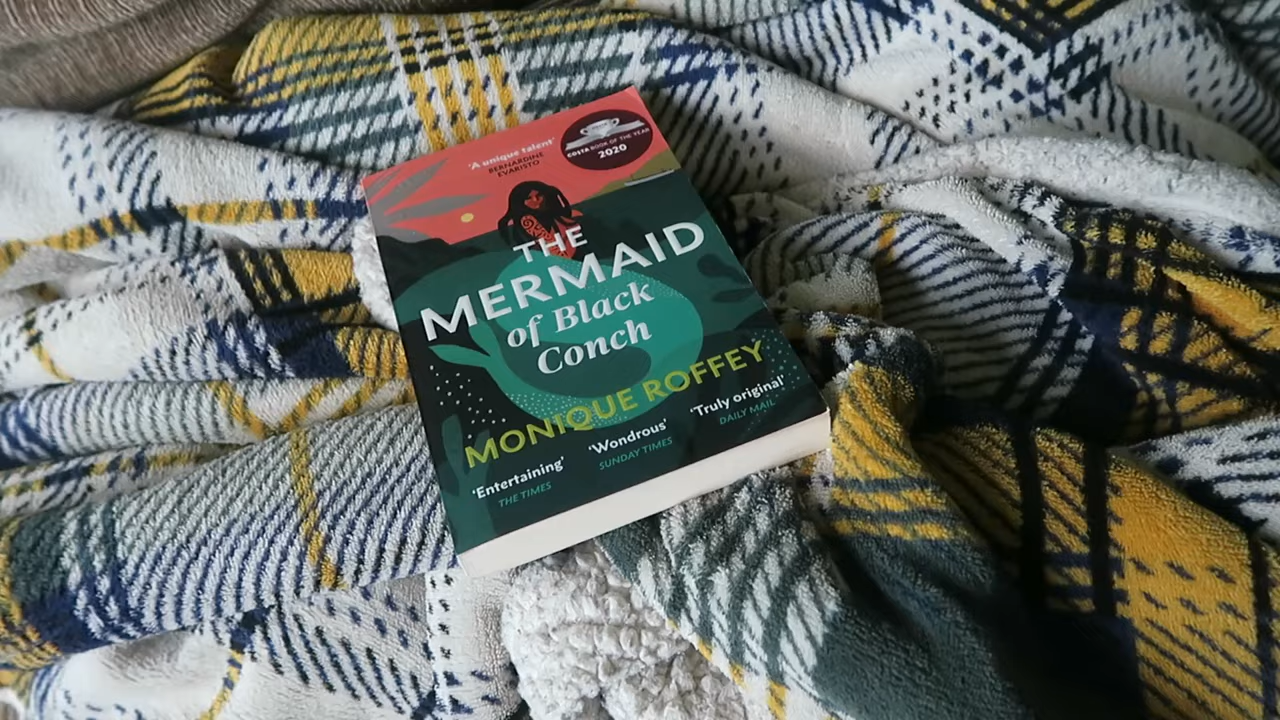 'A unique talent'
BERNARDINE
EVARISTO
COSTA BOOK OF THE YEAR
2020
THE
MERMAID
of Black
Conch
MONIQUE ROFFEY
'Entertaining'
THE TIMES
'Wondrous'
SUNDAY TIMES
'Truly original'
DAILY MAIL